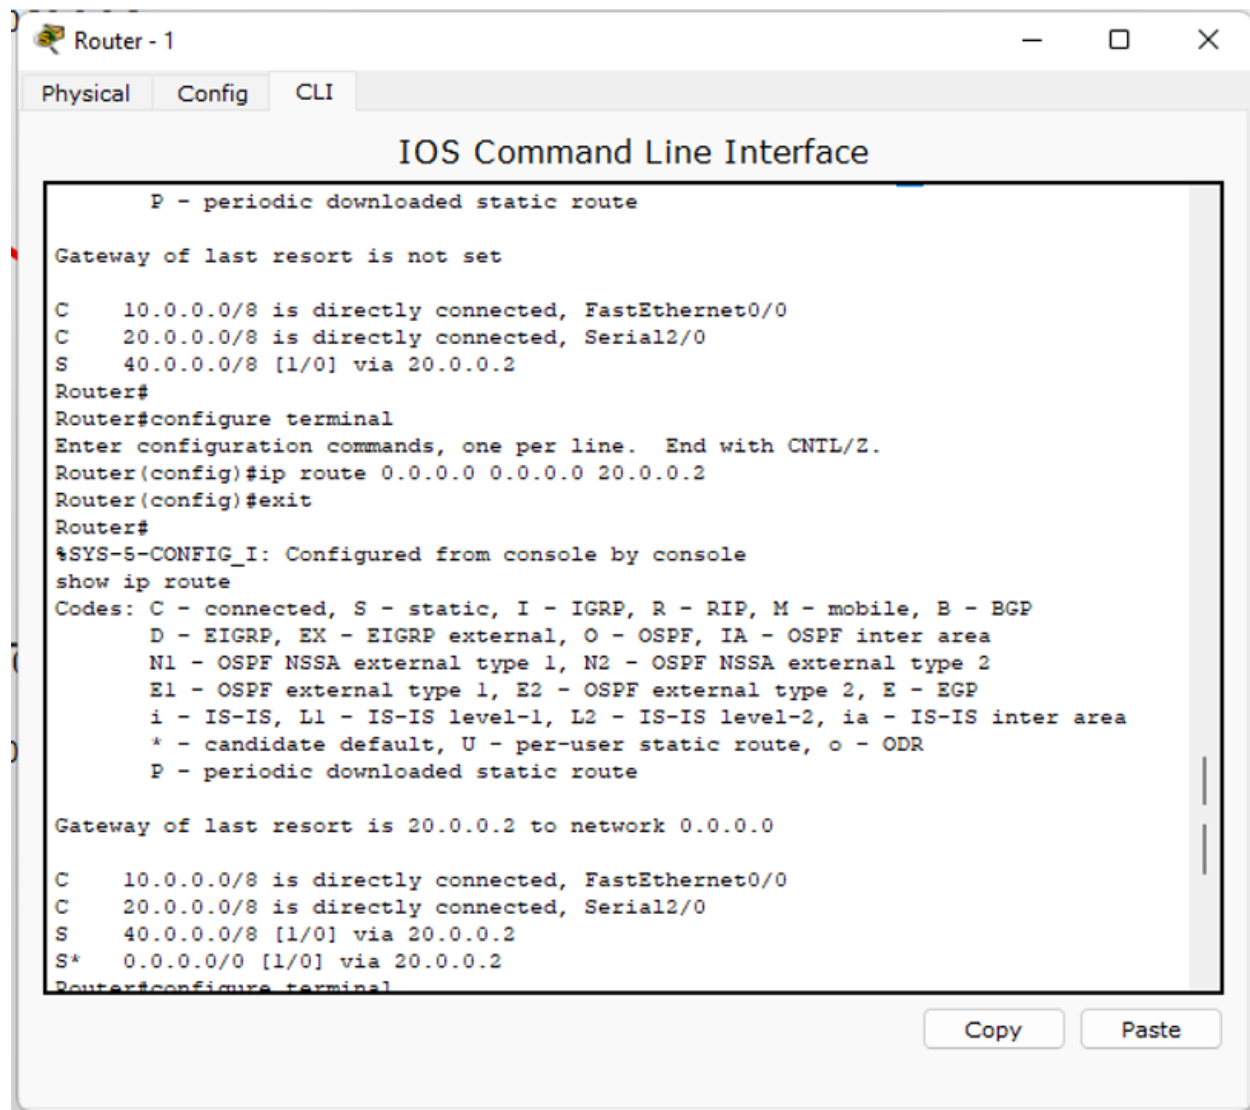 Router - 1
Physical Config CLI
IOS Command Line Interface
P - periodic downloaded static route
Gateway of last resort is not set
C 10.0.0.0/8 is directly connected, FastEthernet0/0
C 20.0.0.0/8 is directly connected, Serial2/0
S 40.0.0.0/8 [1/0] via 20.0.0.2
Router#
Router#configure terminal
Enter configuration commands, one per line. End with CNTL/Z.
Router(config)#ip route 0.0.0.0 0.0.0.0 20.0.0.2
Router(config)#exit
Router#
%SYS-5-CONFIG_I: Configured from console by console
show ip route
Codes: C - connected, S - static, I - IGRP, R - RIP, M - mobile, B - BGP
D - EIGRP, EX - EIGRP external, O - OSPF, IA - OSPF inter area
N1 - OSPF NSSA external type 1, N2 - OSPF NSSA external type 2
E1 - OSPF external type 1, E2 - OSPF external type 2, E - EGP
i - IS-IS, L1 - IS-IS level-1, L2 - IS-IS level-2, ia - IS-IS inter area
* - candidate default, U - per-user static route, o - ODR
P - periodic downloaded static route
Gateway of last resort is 20.0.0.2 to network 0.0.0.0
C 10.0.0.0/8 is directly connected, FastEthernet0/0
C 20.0.0.0/8 is directly connected, Serial2/0
S 40.0.0.0/8 [1/0] via 20.0.0.2
S* 0.0.0.0/0 [1/0] via 20.0.0.2
Router#configure terminal
Copy Paste